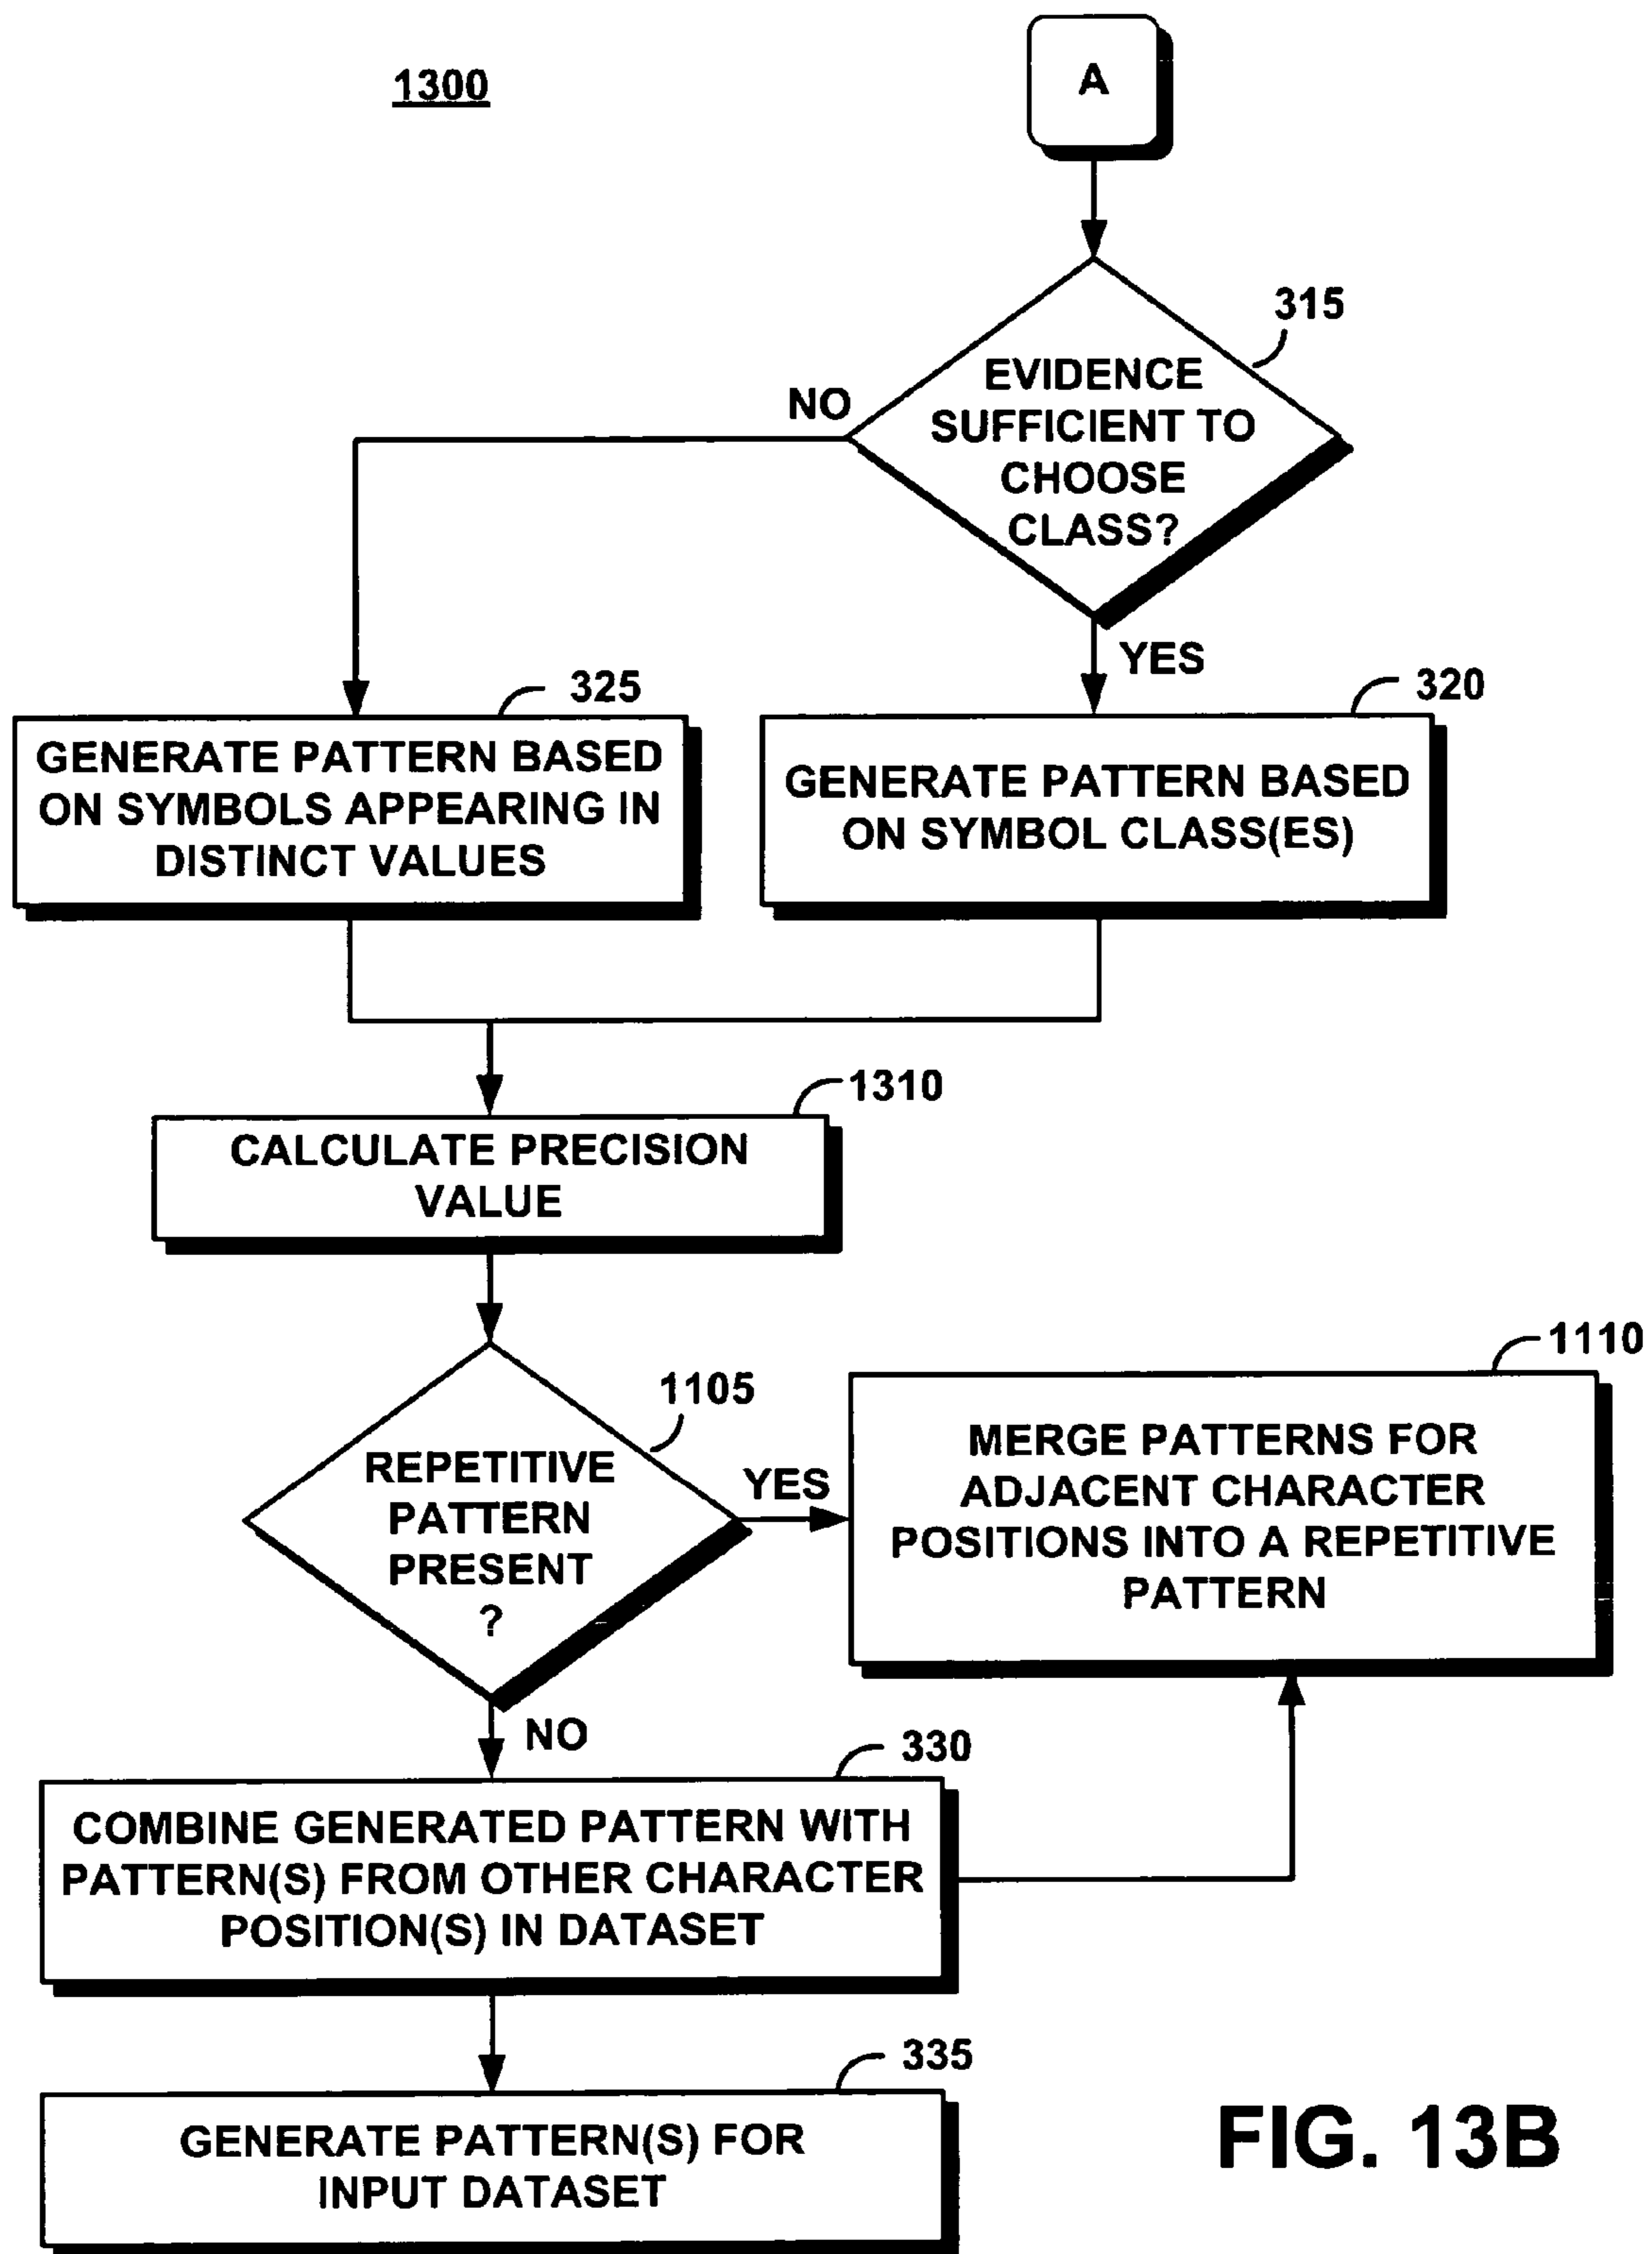 1300
A
315
EVIDENCE
SUFFICIENT TO
CHOOSE
CLASS?
NO
YES
325
GENERATE PATTERN BASED
ON SYMBOLS APPEARING IN
DISTINCT VALUES
320
GENERATE PATTERN BASED
ON SYMBOL CLASS(ES)
1310
CALCULATE PRECISION
VALUE
1105
REPETITIVE
PATTERN
PRESENT
?
YES
NO
1110
MERGE PATTERNS FOR
ADJACENT CHARACTER
POSITIONS INTO A REPETITIVE
PATTERN
330
COMBINE GENERATED PATTERN WITH
PATTERN(S) FROM OTHER CHARACTER
POSITION(S) IN DATASET
335
GENERATE PATTERN(S) FOR
INPUT DATASET
FIG. 13B